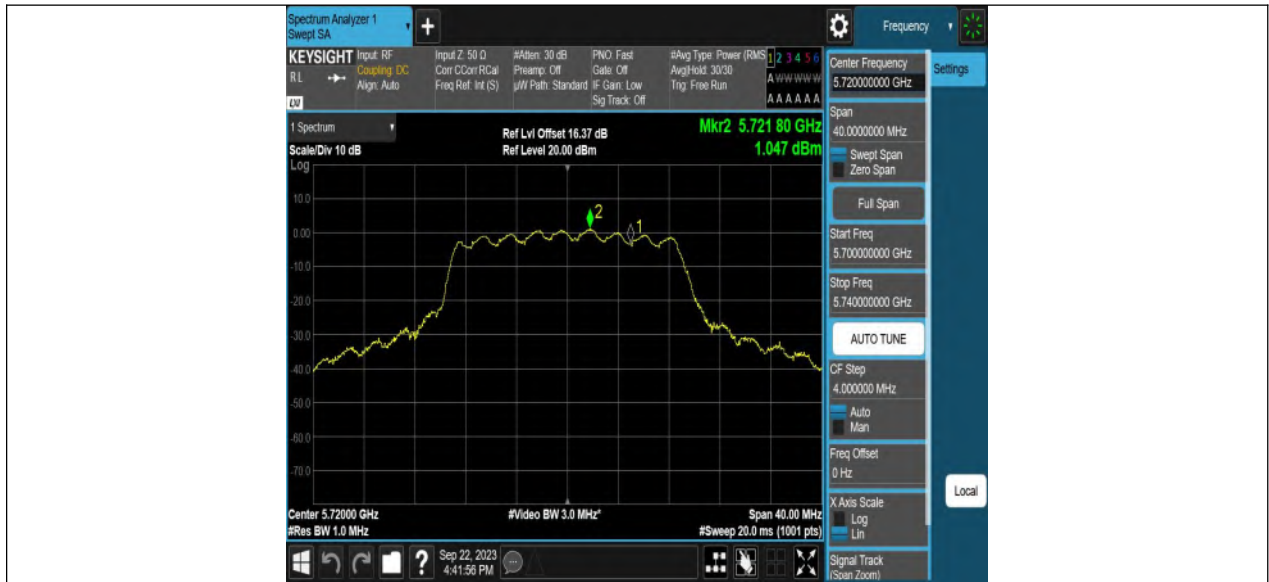 Spectrum Analyzer 1
Swept SA
+
Frequency
KEYSIGHT
RL
LXI
Input: RF
Coupling: DC
Align: Auto
Input Z: 50 Ω
Corr CCorr RCal
Freq Ref: Int (S)
#Atten: 30 dB
Preamp: Off
µW Path: Standard
PNO: Fast
Gate: Off
IF Gain: Low
Sig Track: Off
#Avg Type: Power (RMS
Avg|Hold: 30/30
Trig: Free Run
1 2 3 4 5 6
A W W W W W
A A A A A A
1 Spectrum
Scale/Div 10 dB
Log
Ref Lvl Offset 16.37 dB
Ref Level 20.00 dBm
Mkr2 5.721 80 GHz
1.047 dBm
10.0
0.00
-10.0
-20.0
-30.0
-40.0
-50.0
-60.0
-70.0
2
1
Center 5.72000 GHz
#Res BW 1.0 MHz
#Video BW 3.0 MHz*
Span 40.00 MHz
#Sweep 20.0 ms (1001 pts)
?
Sep 22, 2023
4:41:56 PM
Center Frequency
5.720000000 GHz
Settings
Span
40.0000000 MHz
Swept Span
Zero Span
Full Span
Start Freq
5.700000000 GHz
Stop Freq
5.740000000 GHz
AUTO TUNE
CF Step
4.000000 MHz
Auto
Man
Freq Offset
0 Hz
X Axis Scale
Log
Lin
Local
Signal Track
(Span Zoom)